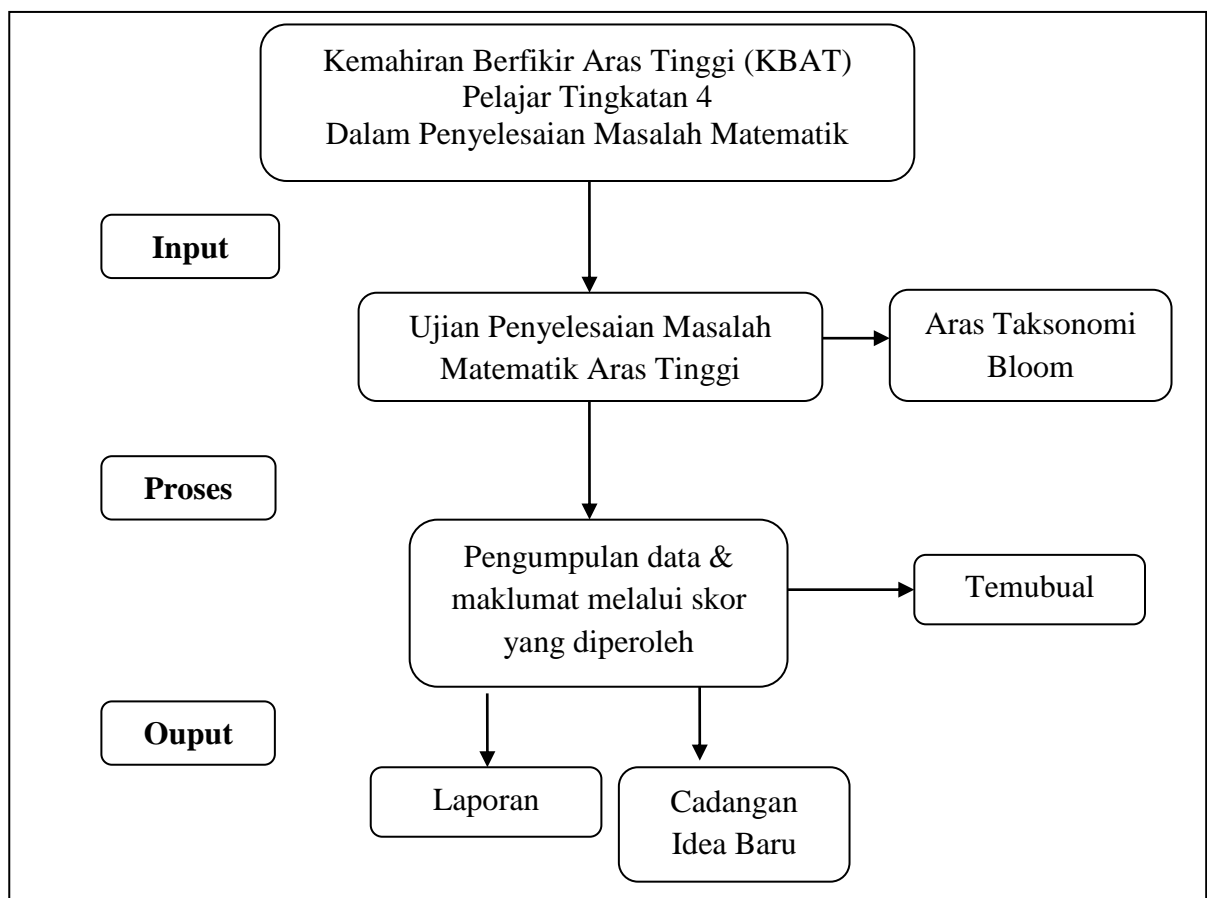 Kemahiran Berfikir Aras Tinggi (KBAT)
Pelajar Tingkatan 4
Dalam Penyelesaian Masalah Matematik
Input
Ujian Penyelesaian Masalah
Matematik Aras Tinggi
Aras Taksonomi
Bloom
Proses
Pengumpulan data &
maklumat melalui skor
yang diperoleh
Temubual
Ouput
Laporan
Cadangan
Idea Baru